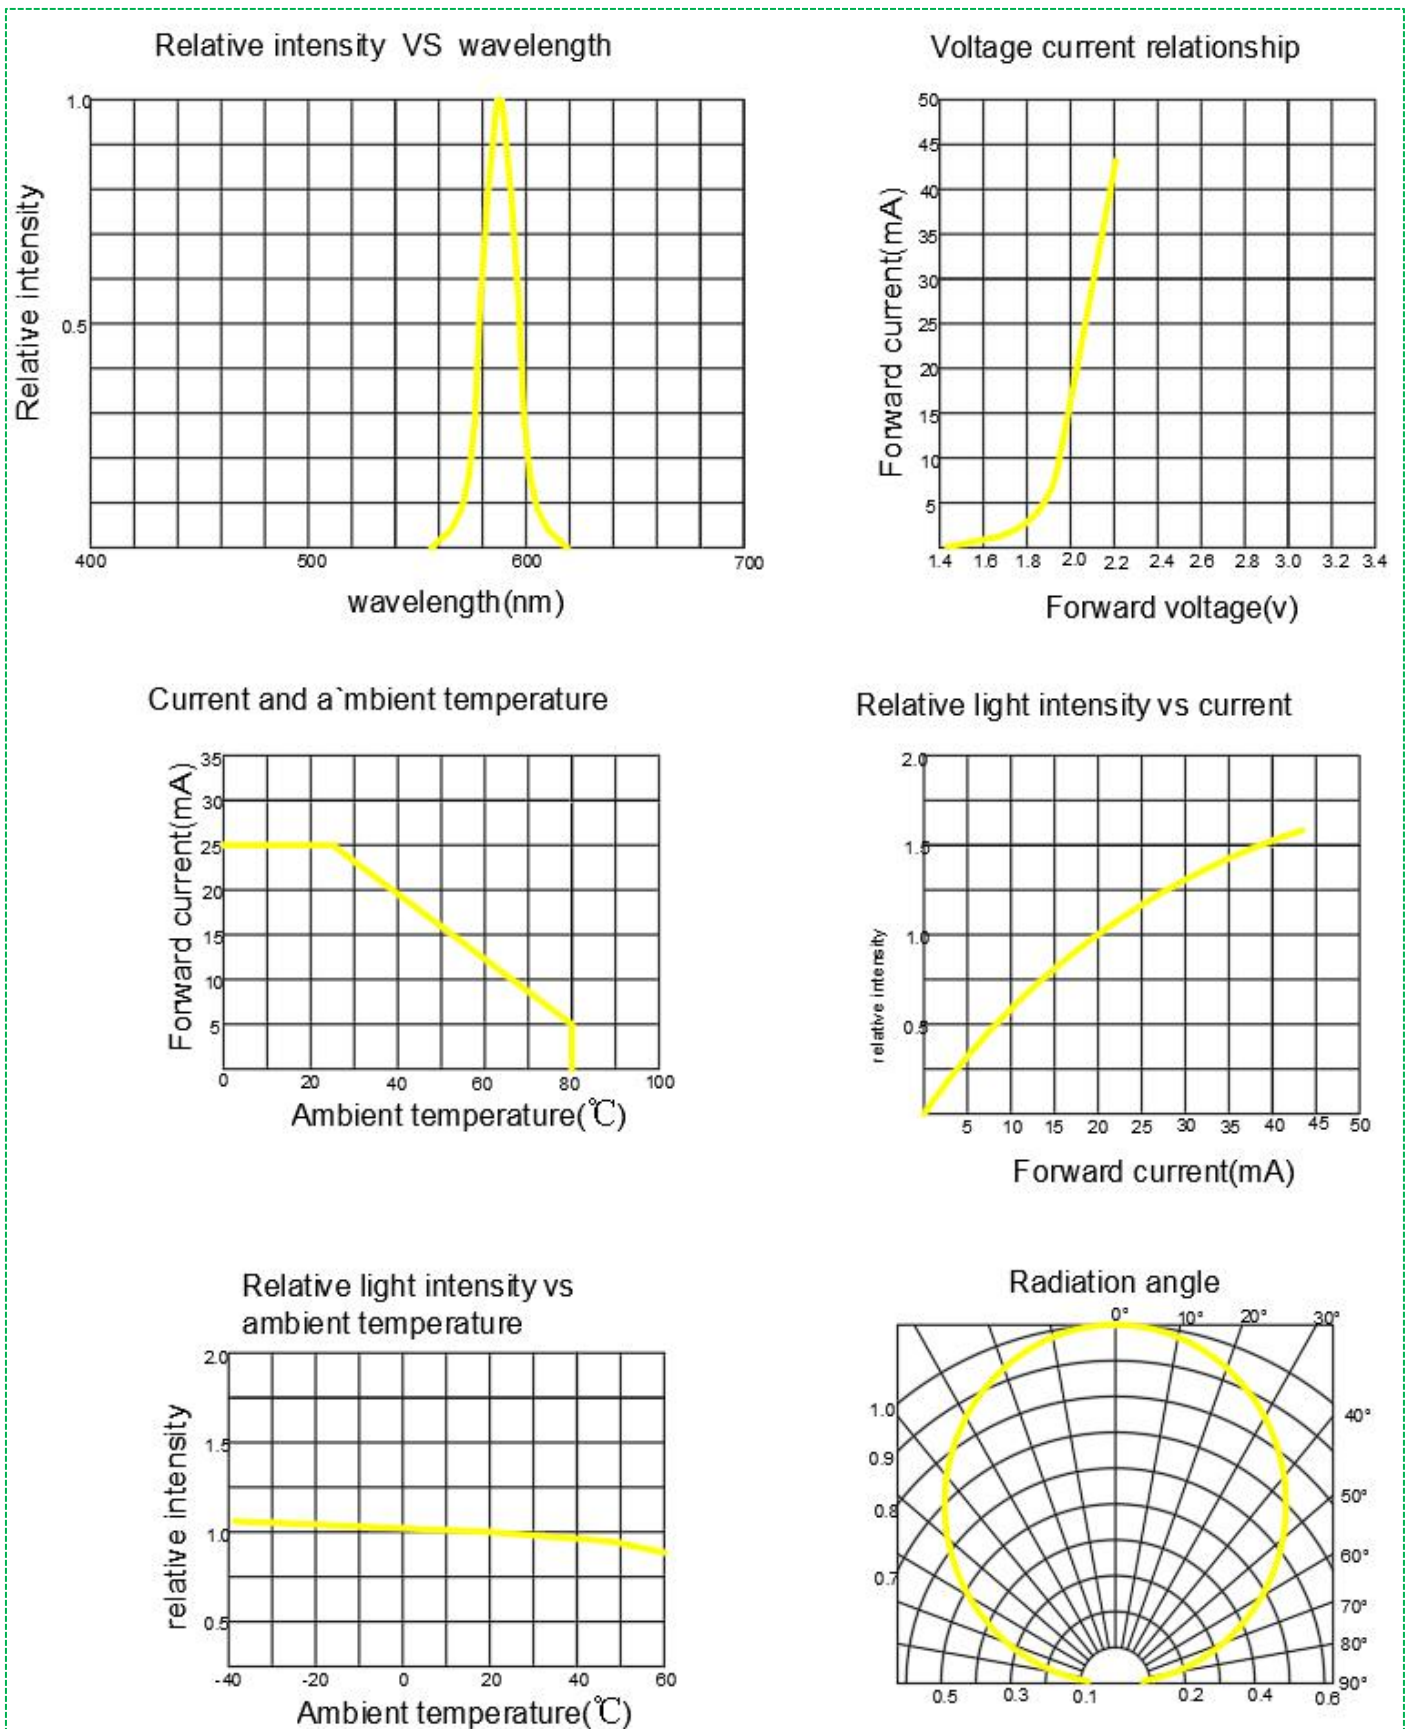 Relative intensity VS wavelength
Relative intensity
1.0
0.5
400 500 600 700
wavelength(nm)
Voltage current relationship
Forward current(mA)
50
45
40
35
30
25
20
15
10
5
1.4 1.6 1.8 2.0 2.2 2.4 2.6 2.8 3.0 3.2 3.4
Forward voltage(v)
Current and a`mbient temperature
Forward current(mA)
35
30
25
20
15
10
5
0 20 40 60 80 100
Ambient temperature(℃)
Relative light intensity vs current
relative intensity
2.0
1.5
1.0
0.5
5 10 15 20 25 30 35 40 45 50
Forward current(mA)
Relative light intensity vs
ambient temperature
relative intensity
2.0
1.5
1.0
0.5
-40 -20 0 20 40 60
Ambient temperature(℃)
Radiation angle
0° 10° 20° 30°
1.0
0.9
0.8
0.7
40°
50°
60°
70°
80°
90°
0.5 0.3 0.1 0.2 0.4 0.6